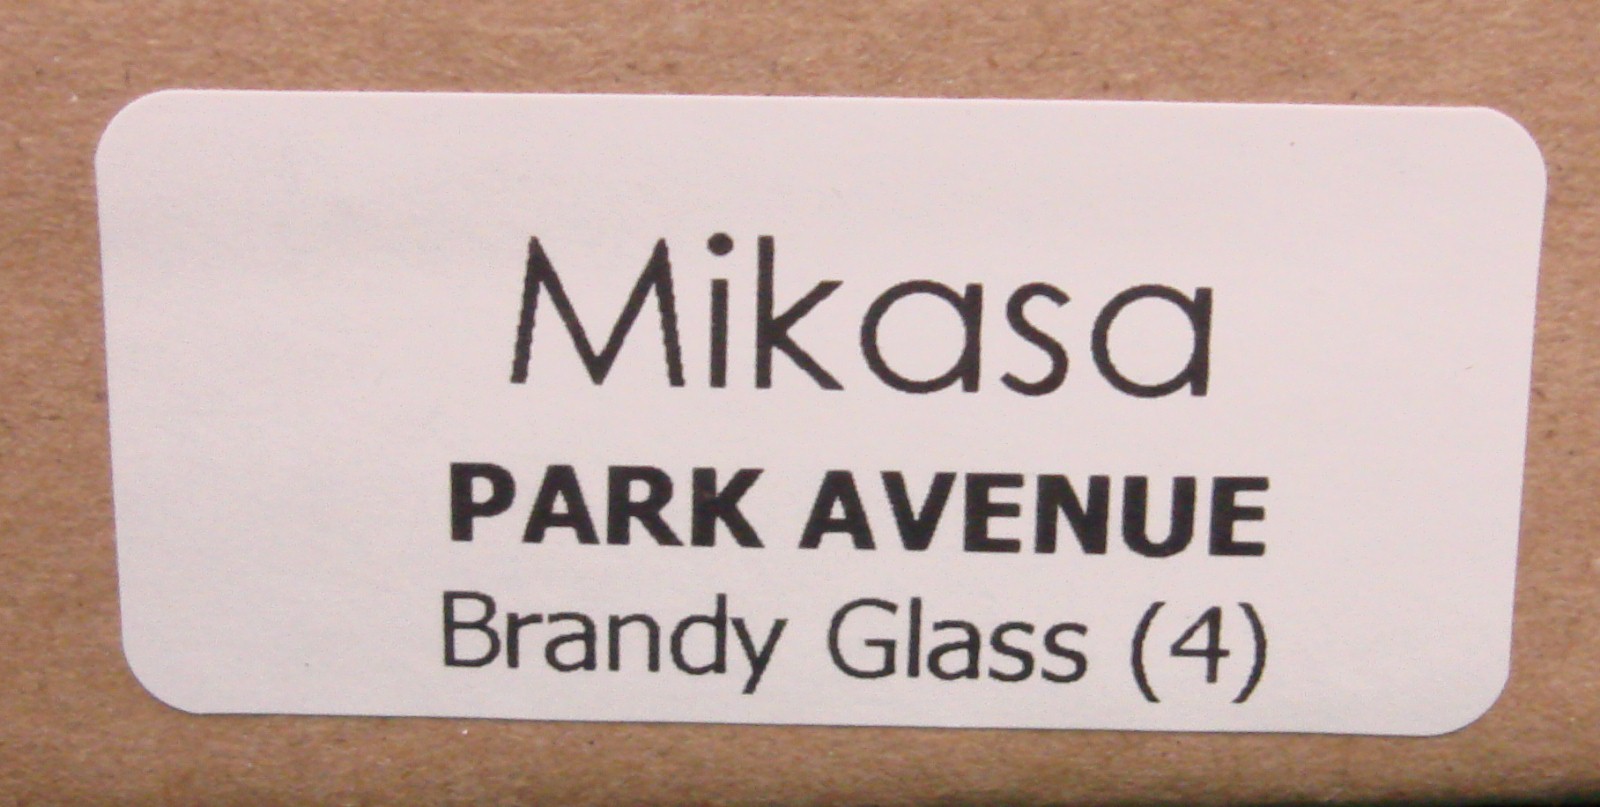 Mikasa
PARK AVENUE
Brandy Glass (4)